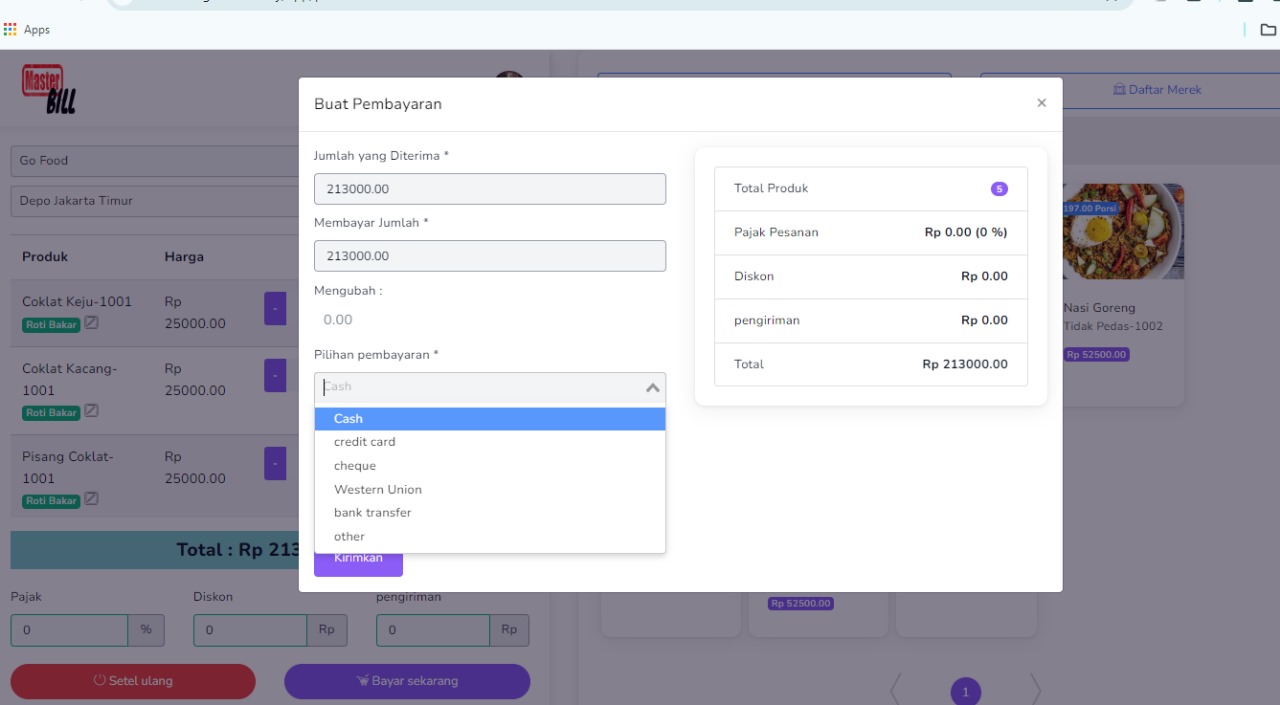 Apps
Master
BILL
Daftar Merek
Go Food
Depo Jakarta Timur
Produk Harga
Coklat Keju-1001 Rp
Roti Bakar 25000.00 -
Coklat Kacang- Rp
1001 25000.00 -
Roti Bakar
Pisang Coklat- Rp
1001 25000.00 -
Roti Bakar
Total : Rp 213
Pajak Diskon pengiriman
0 % 0 Rp 0 Rp
Setel ulang Bayar sekarang
Buat Pembayaran ×
Jumlah yang Diterima *
213000.00
Membayar Jumlah *
213000.00
Mengubah :
0.00
Pilihan pembayaran *
Cash
Cash
credit card
cheque
Western Union
bank transfer
other
Kirimkan
Total Produk 5
Pajak Pesanan Rp 0.00 (0 %)
Diskon Rp 0.00
pengiriman Rp 0.00
Total Rp 213000.00
197.00 Porsi
Nasi Goreng
Tidak Pedas-1002
Rp 52500.00
Rp 52500.00
1